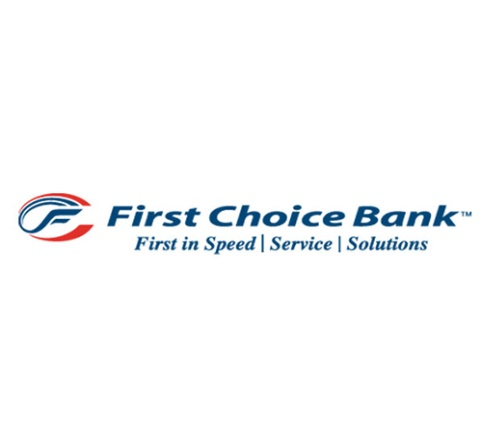 First Choice Bank™
First in Speed | Service | Solutions